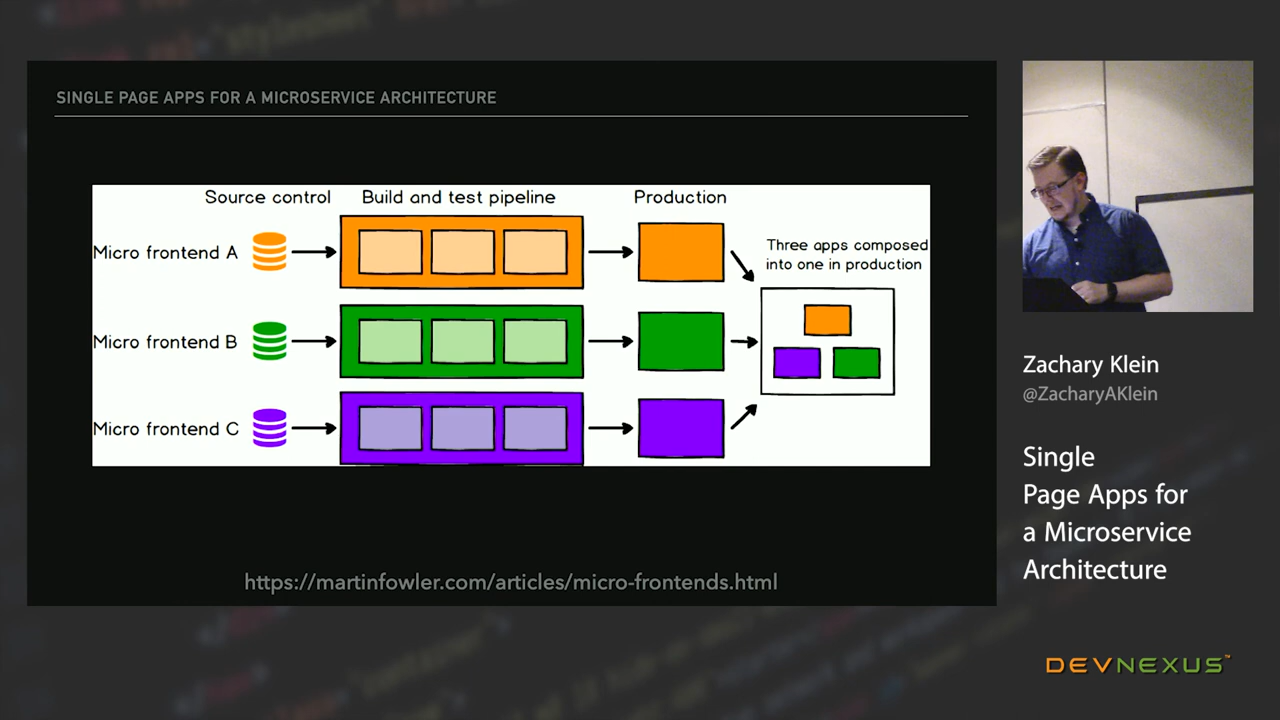 SINGLE PAGE APPS FOR A MICROSERVICE ARCHITECTURE
Source control
Build and test pipeline
Production
Micro frontend A
Three apps composed
into one in production
Micro frontend B
Micro frontend C
https://martinfowler.com/articles/micro-frontends.html
Zachary Klein
@ZacharyAKlein
Single
Page Apps for
a Microservice
Architecture
DEVNEXUS™